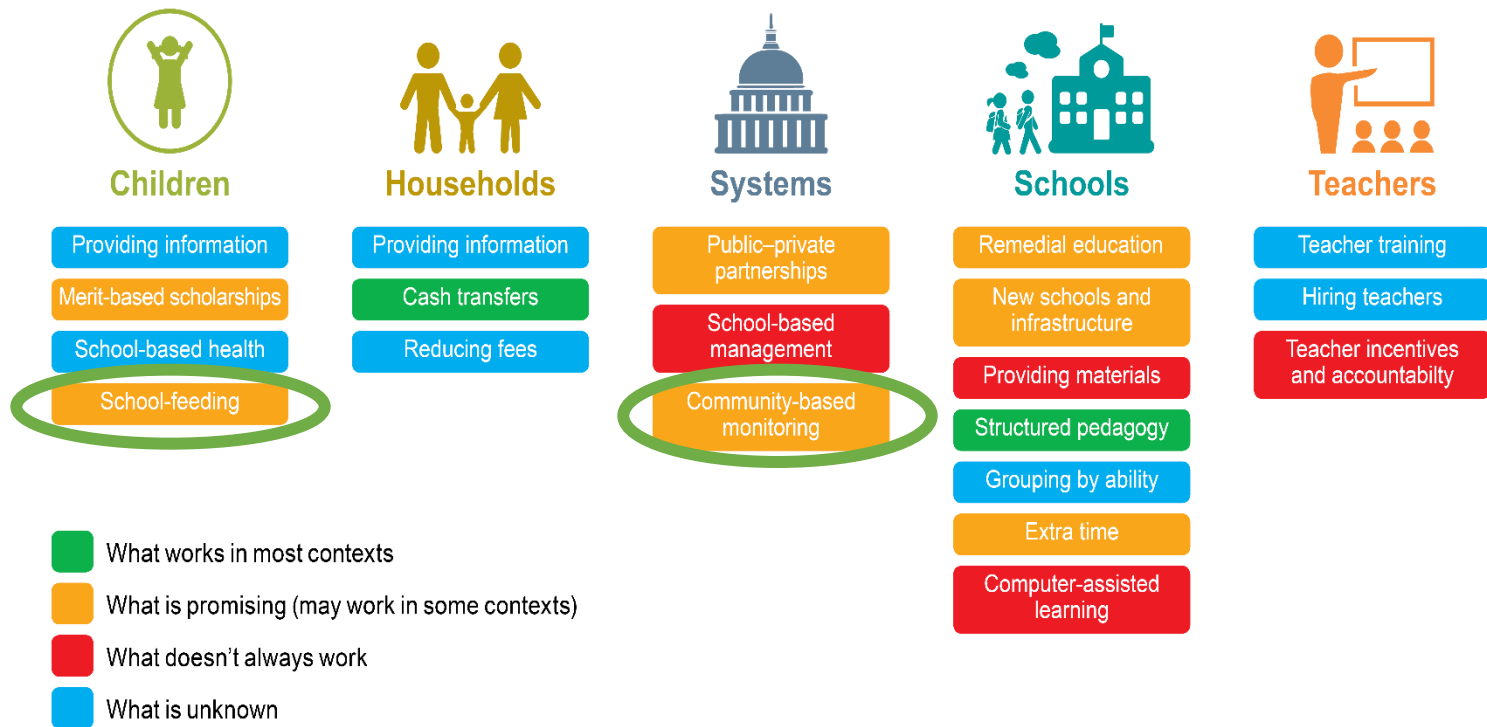 Children
Providing information
Merit-based scholarships
School-based health
School-feeding
Households
Providing information
Cash transfers
Reducing fees
Systems
Public–private
partnerships
School-based
management
Community-based
monitoring
Schools
Remedial education
New schools and
infrastructure
Providing materials
Structured pedagogy
Grouping by ability
Extra time
Computer-assisted
learning
Teachers
Teacher training
Hiring teachers
Teacher incentives
and accountabilty
What works in most contexts
What is promising (may work in some contexts)
What doesn't always work
What is unknown